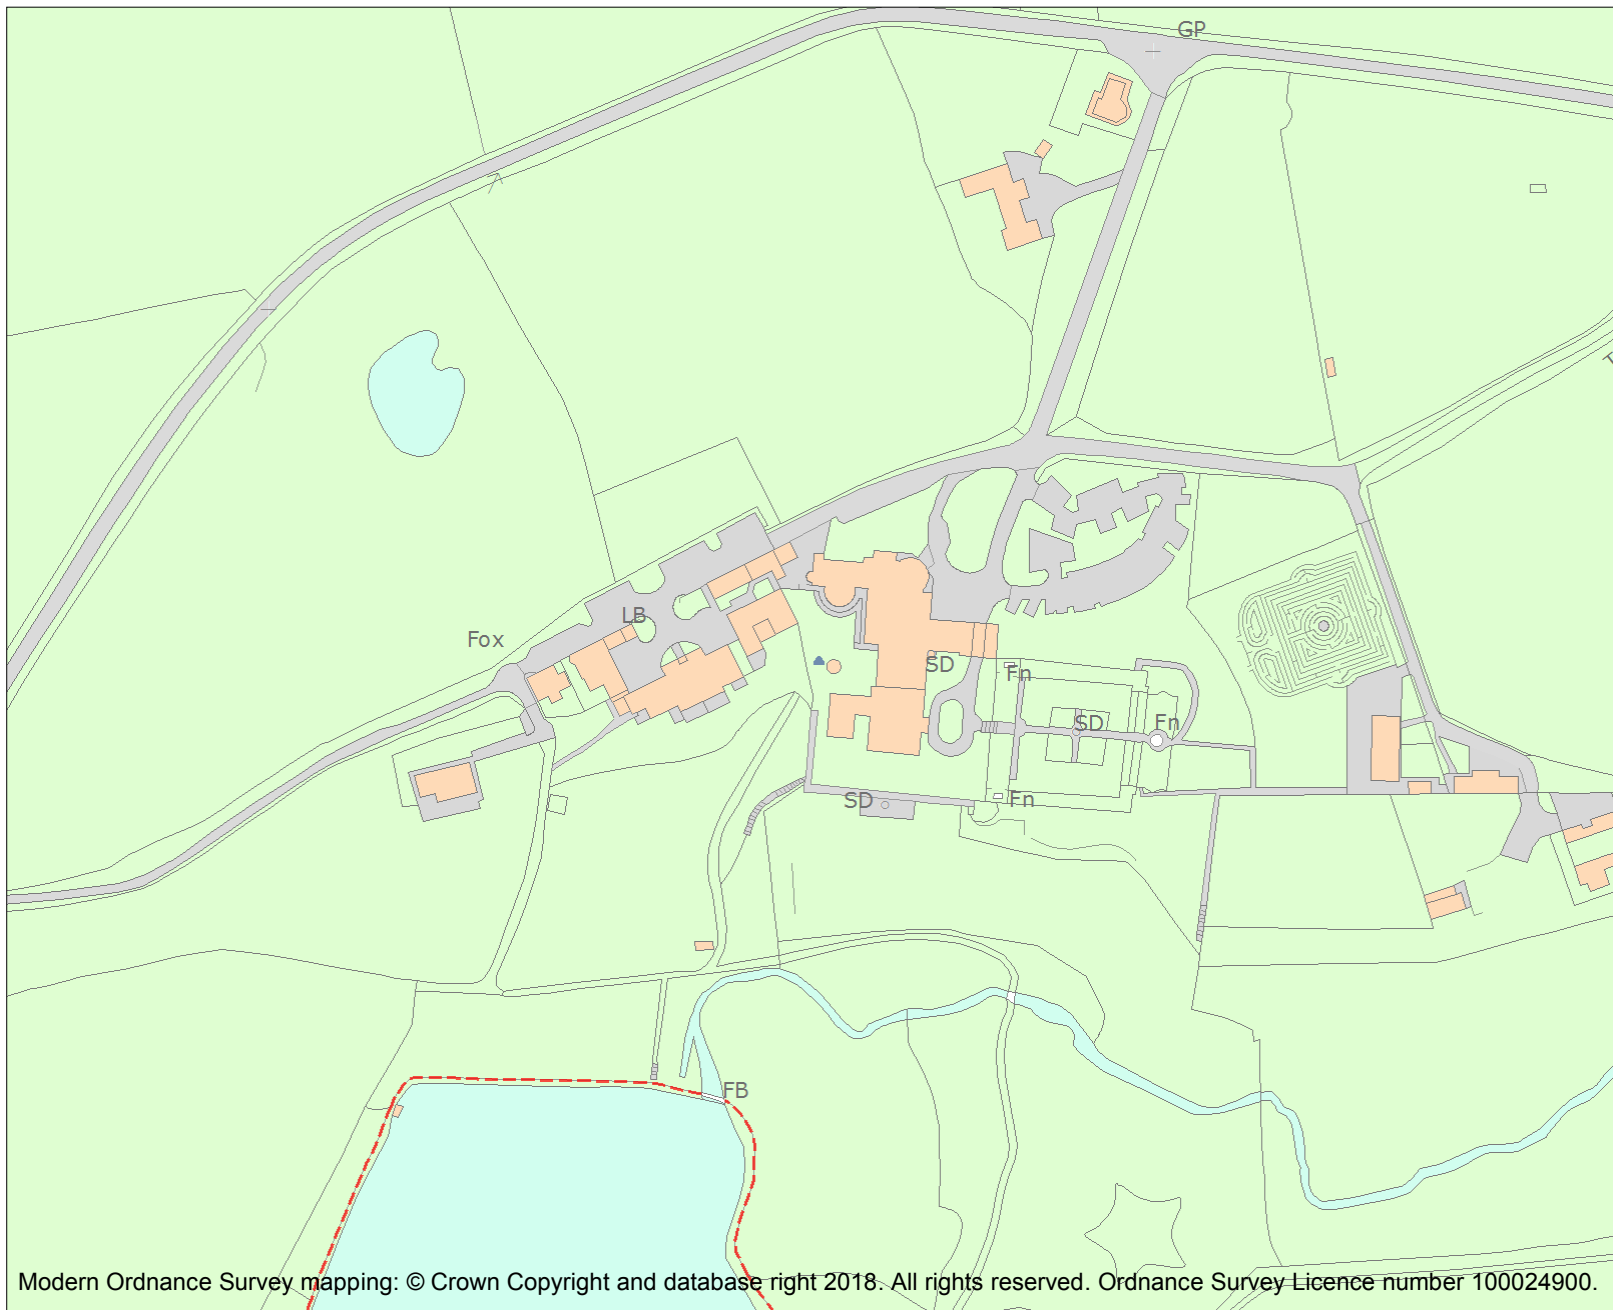 GP
LB
Fox
SD
Fn
SD
Fn
SD
Fn
FB
Modern Ordnance Survey mapping: © Crown Copyright and database right 2018. All rights reserved. Ordnance Survey Licence number 100024900.